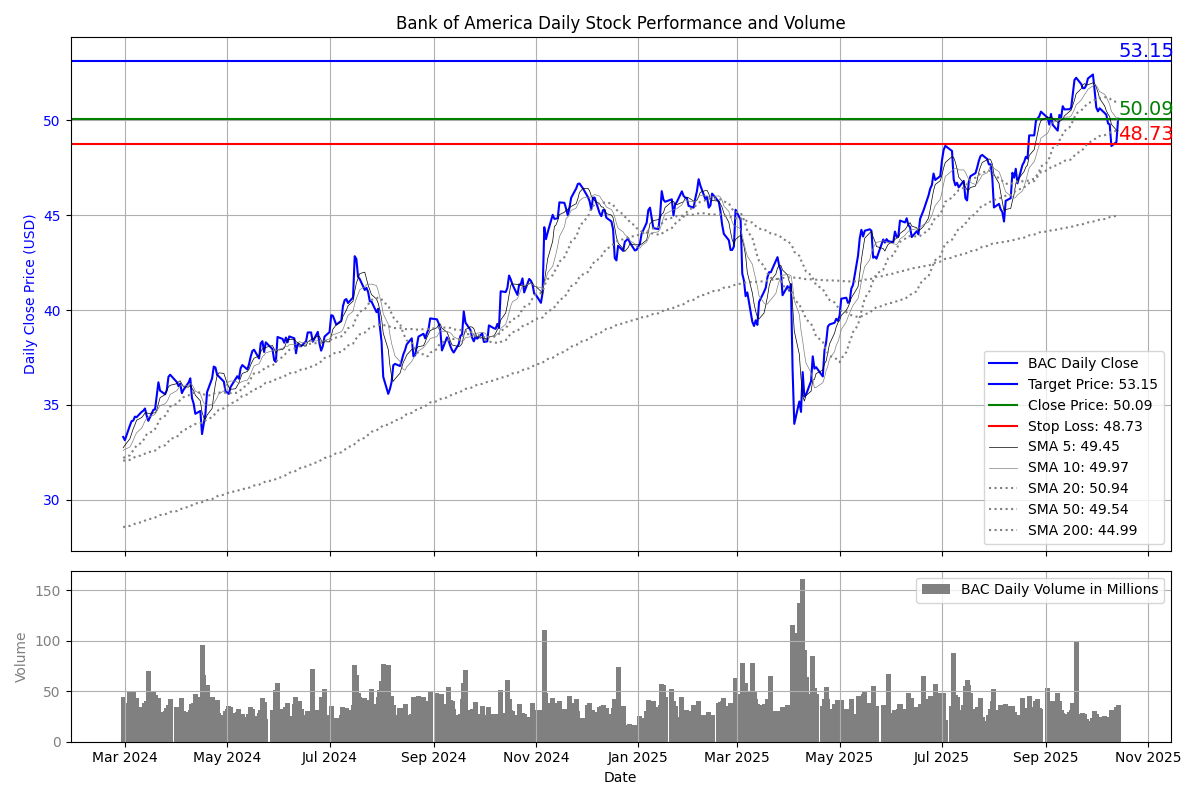 Bank of America Daily Stock Performance and Volume
53.15
50.09
48.73
50
45
40
35
30
Daily Close Price (USD)
BAC Daily Close
Target Price: 53.15
Close Price: 50.09
Stop Loss: 48.73
SMA 5: 49.45
SMA 10: 49.97
SMA 20: 50.94
SMA 50: 49.54
SMA 200: 44.99
150
100
50
0
Volume
BAC Daily Volume in Millions
Mar 2024 May 2024 Jul 2024 Sep 2024 Nov 2024 Jan 2025 Mar 2025 May 2025 Jul 2025 Sep 2025 Nov 2025
Date